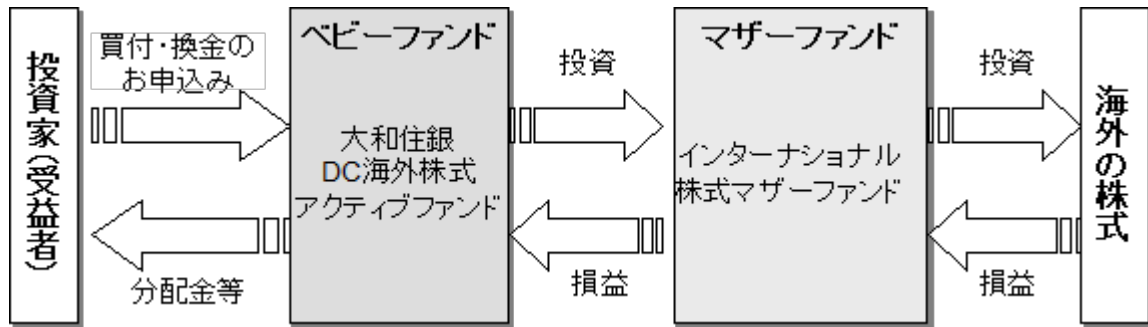 投資家(受益者)
買付・換金の
お申込み
分配金等
ベビーファンド
大和住銀
DC海外株式
アクティブファンド
投資
損益
マザーファンド
インターナショナル
株式マザーファンド
投資
損益
海外の株式